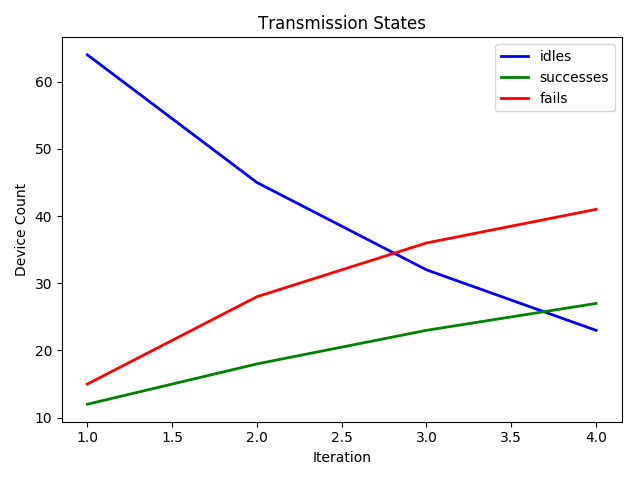 Transmission States
idles
successes
fails
Device Count
60
50
40
30
20
10
1.0 1.5 2.0 2.5 3.0 3.5 4.0
Iteration